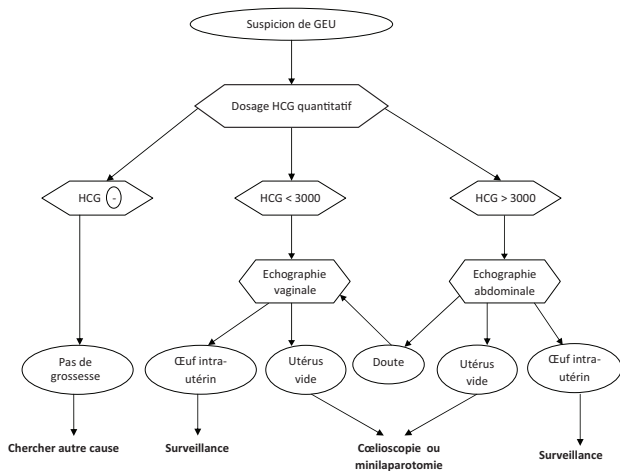 Suspicion de GEU
Dosage HCG quantitatif
HCG -
HCG < 3000
HCG > 3000
Echographie
vaginale
Echographie
abdominale
Pas de
grossesse
Œuf intra-
utérin
Utérus
vide
Doute
Utérus
vide
Œuf intra-
utérin
Chercher autre cause
Surveillance
Cœlioscopie ou
minilaparotomie
Surveillance